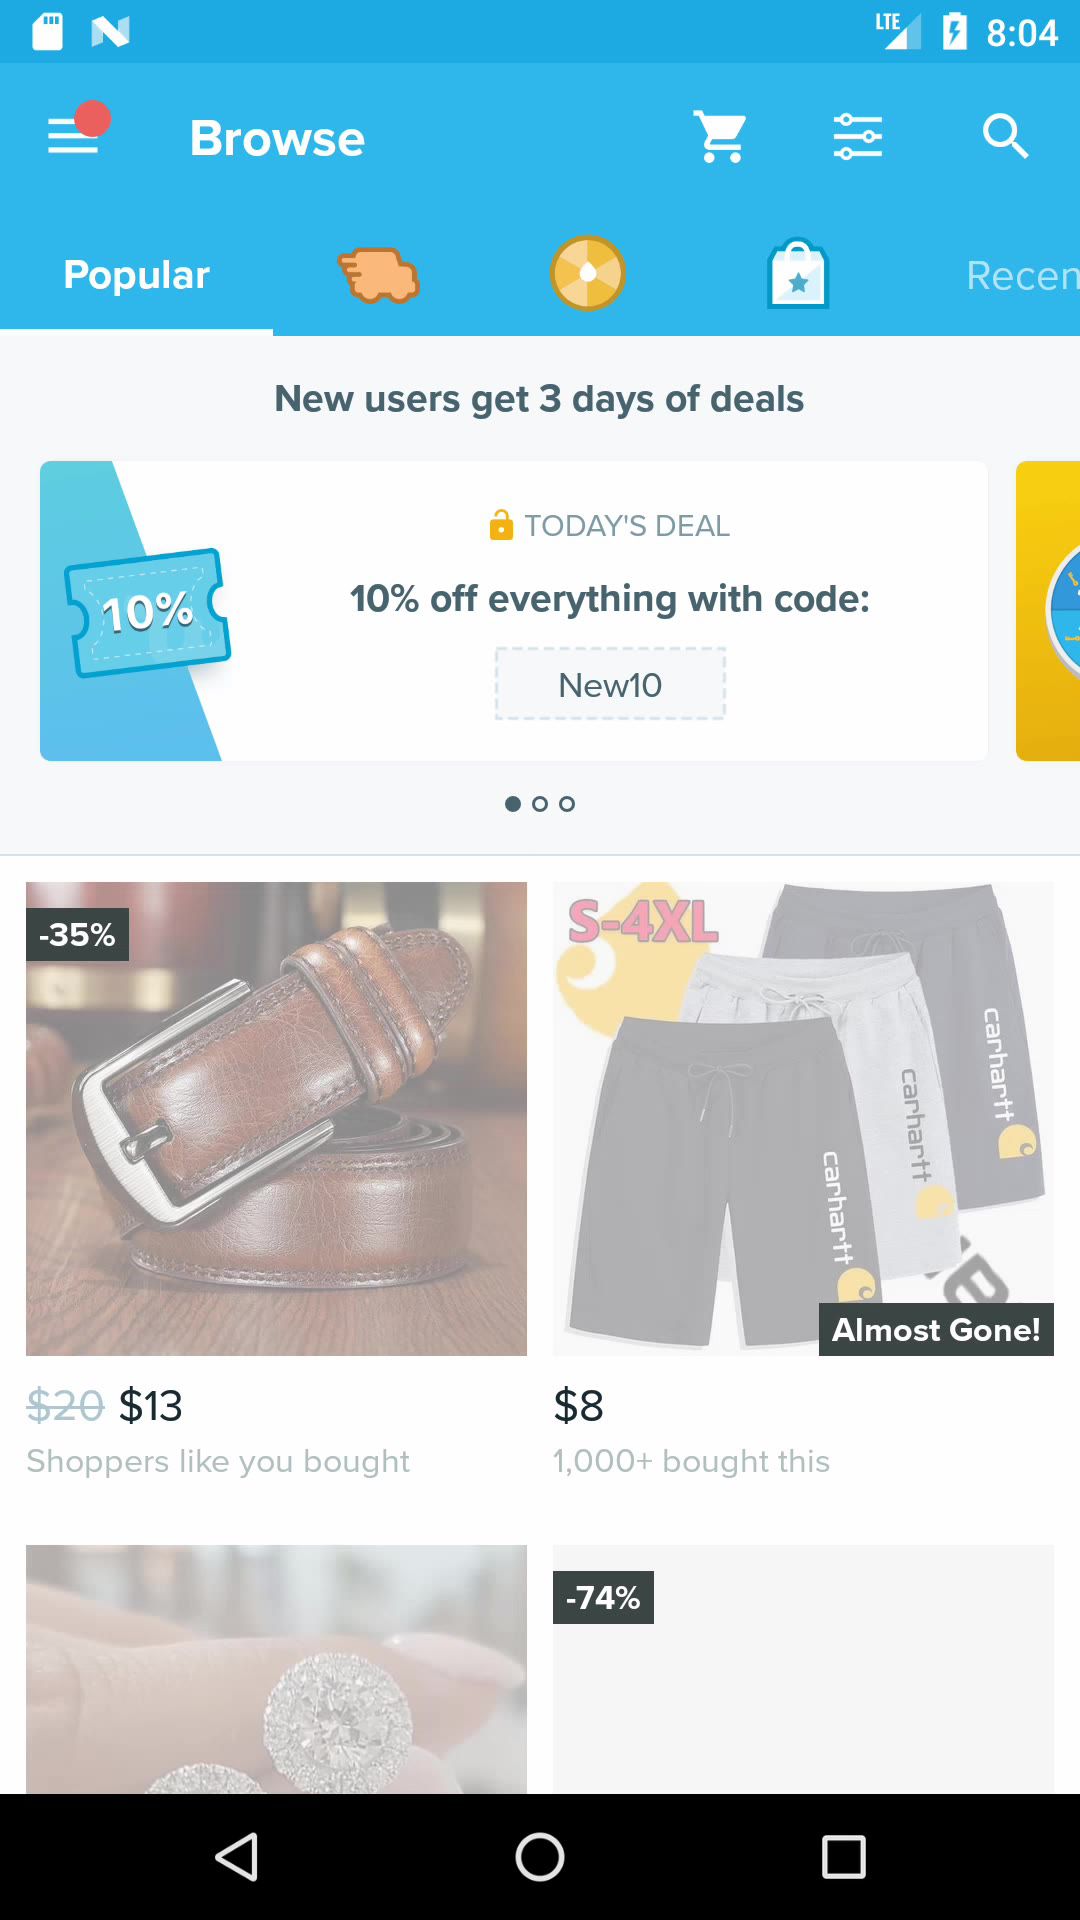 LTE 8:04
Browse
Popular
Recen
New users get 3 days of deals
TODAY'S DEAL
10%
10% off everything with code:
New10
-35%
S-4XL
carhartt
carhartt
carhartt
Almost Gone!
$20 $13
$8
Shoppers like you bought
1,000+ bought this
-74%